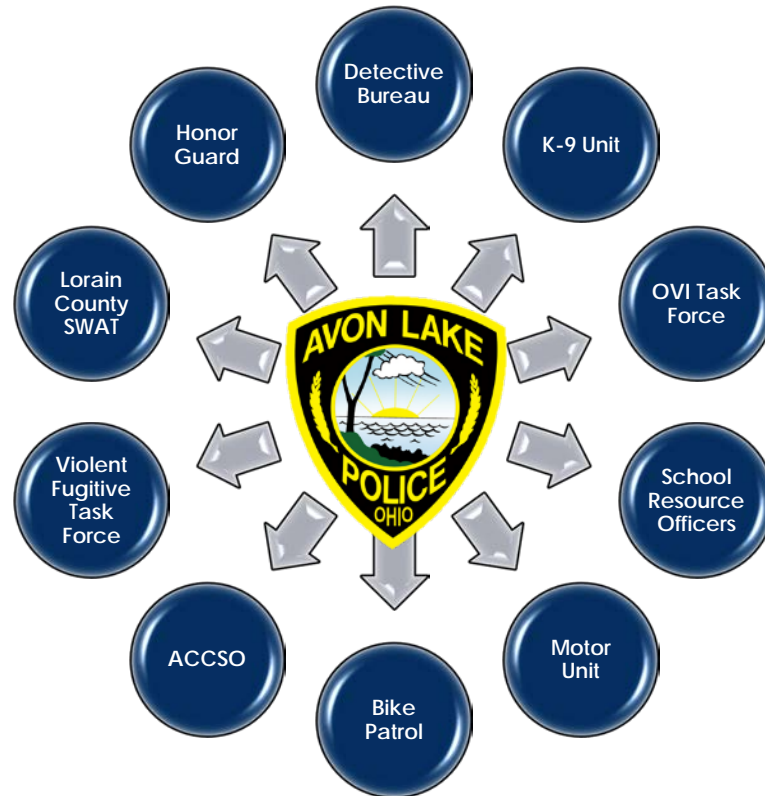 Detective
Bureau
K-9 Unit
OVI Task
Force
School
Resource
Officers
Motor
Unit
Bike
Patrol
ACCSO
Violent
Fugitive
Task
Force
Lorain
County
SWAT
Honor
Guard
AVON LAKE
POLICE
OHIO